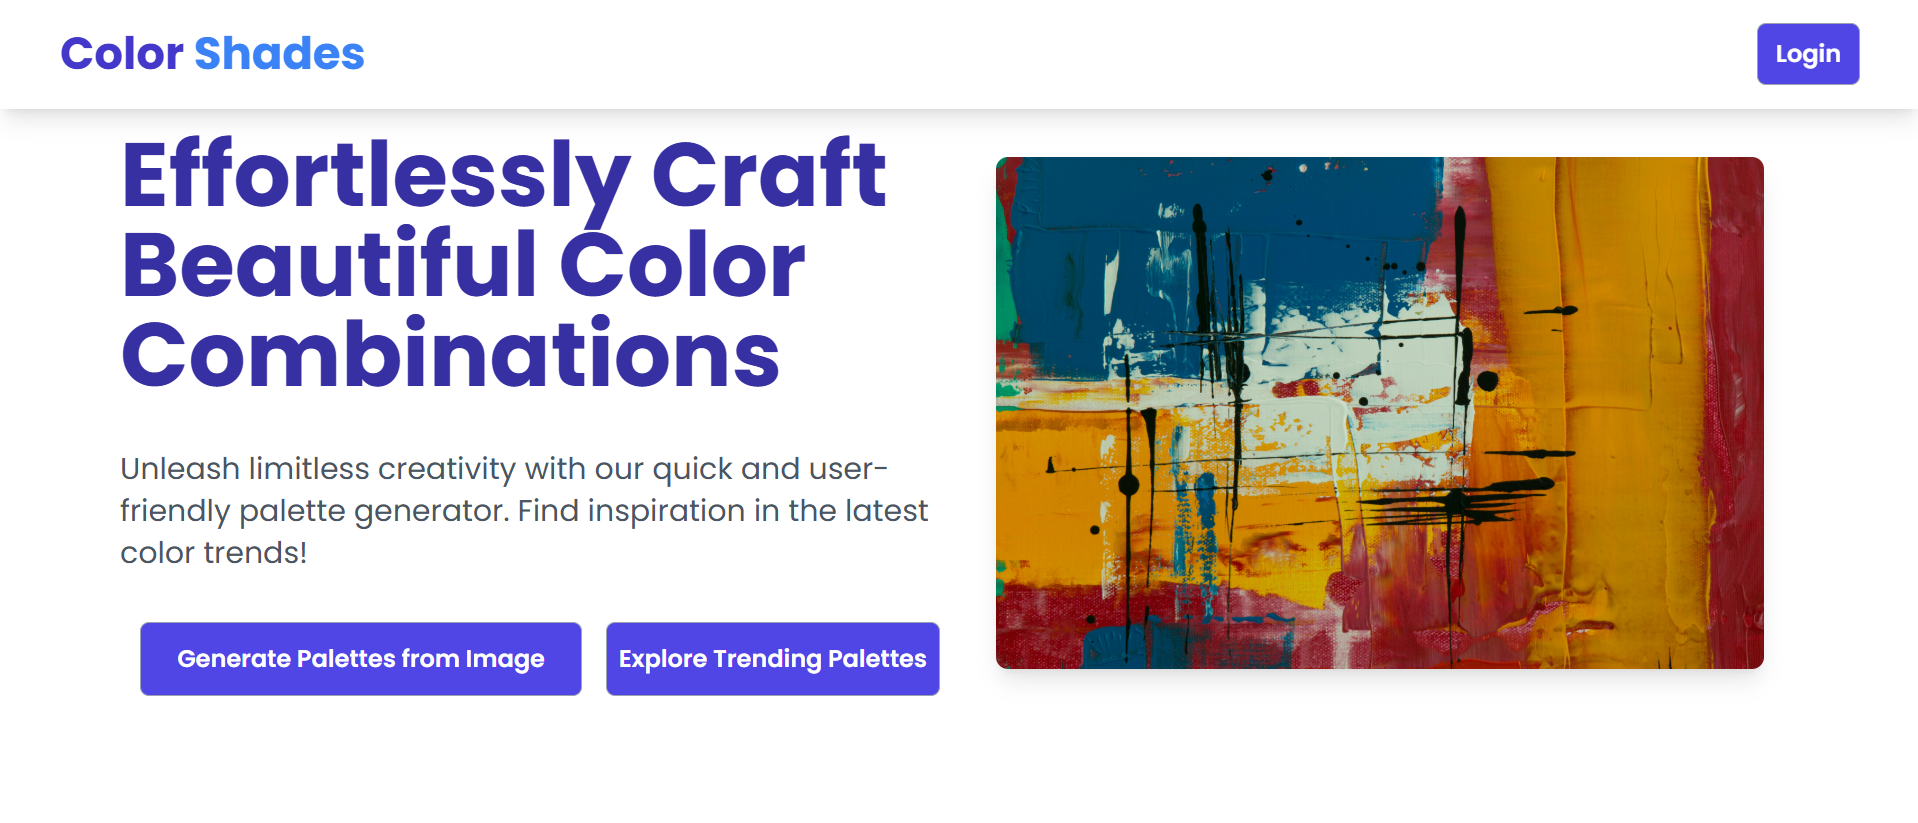 Color Shades
Login
Effortlessly Craft
Beautiful Color
Combinations
Unleash limitless creativity with our quick and user-
friendly palette generator. Find inspiration in the latest
color trends!
Generate Palettes from Image
Explore Trending Palettes